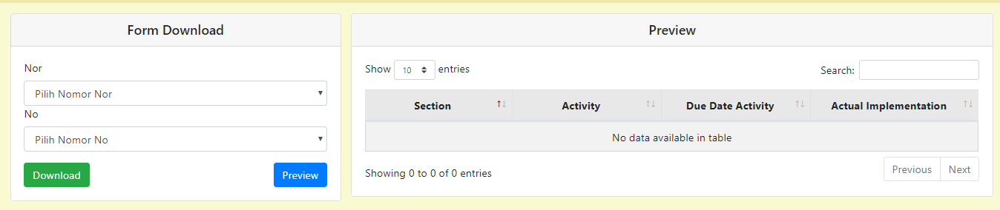 Form Download
Nor
Pilih Nomor Nor
No
Pilih Nomor No
Download
Preview
Preview
Show 10 entries
Search:
Section
Activity
Due Date Activity
Actual Implementation
No data available in table
Showing 0 to 0 of 0 entries
Previous
Next